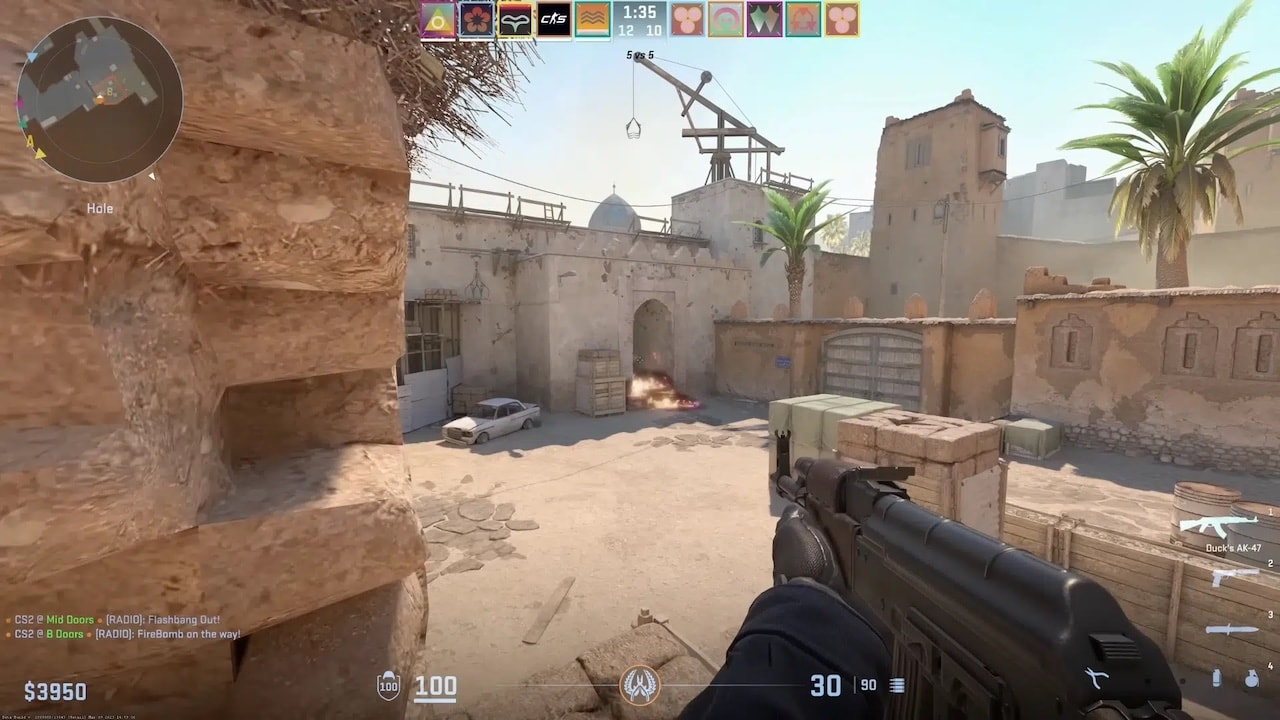 1:35
12 10
5 vs 5
B
A
Hole
1
Duck's AK-47
2
3
4
CS2 @ Mid Doors • [RADIO]: Flashbang Out!
CS2 @ B Doors • [RADIO]: FireBomb on the way!
$3950
100
100
30 90